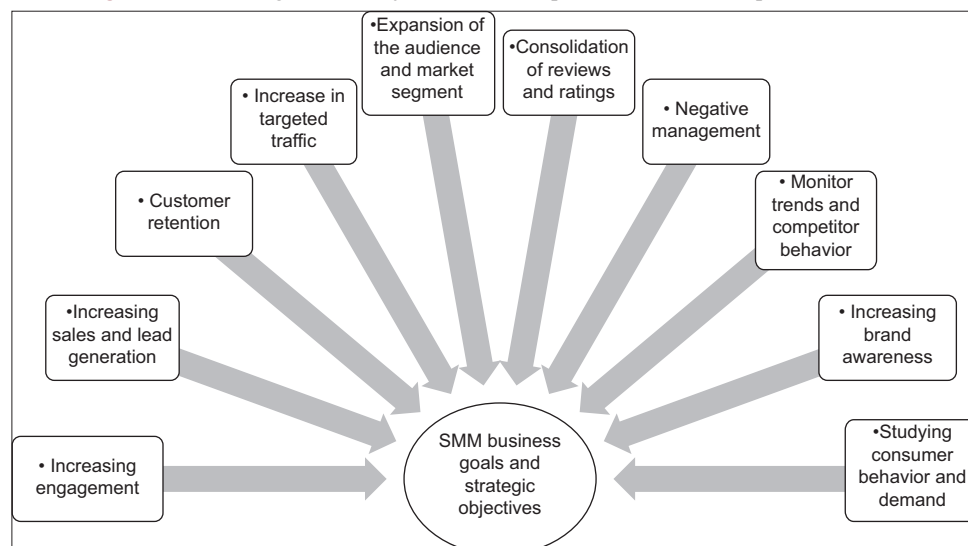 •Expansion of
the audience
and market
segment
•Consolidation
of reviews
and ratings
• Increase in
targeted
traffic
• Negative
management
• Customer
retention
• Monitor
trends and
competitor
behavior
•Increasing
sales and lead
generation
• Increasing
brand
awareness
• Increasing
engagement
SMM business
goals and
strategic
objectives
•Studying
consumer
behavior and
demand